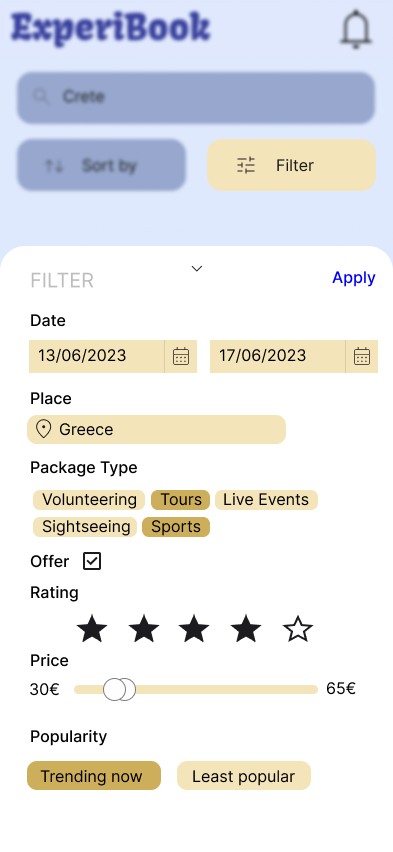 ExperiBook
Crete
Sort by
Filter
FILTER
Apply
Date
13/06/2023
17/06/2023
Place
Greece
Package Type
Volunteering
Tours
Live Events
Sightseeing
Sports
Offer
Rating
Price
30€
65€
Popularity
Trending now
Least popular